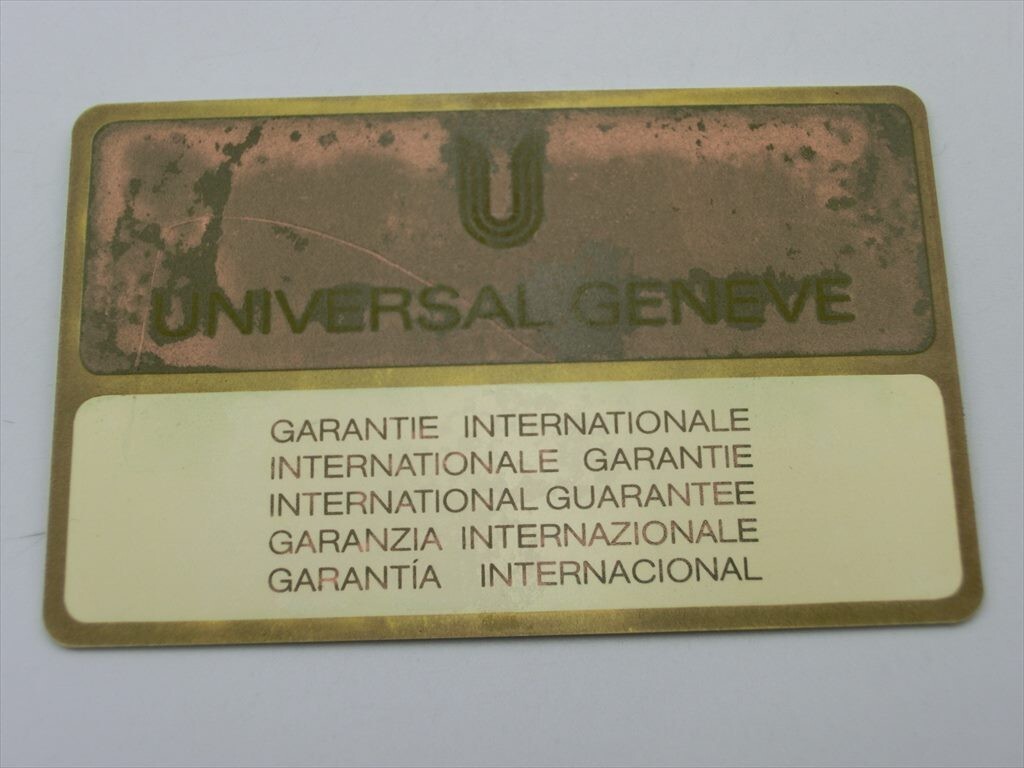 U
UNIVERSAL GENEVE
GARANTIE INTERNATIONALE
INTERNATIONALE GARANTIE
INTERNATIONAL GUARANTEE
GARANZIA INTERNAZIONALE
GARANTÍA INTERNACIONAL